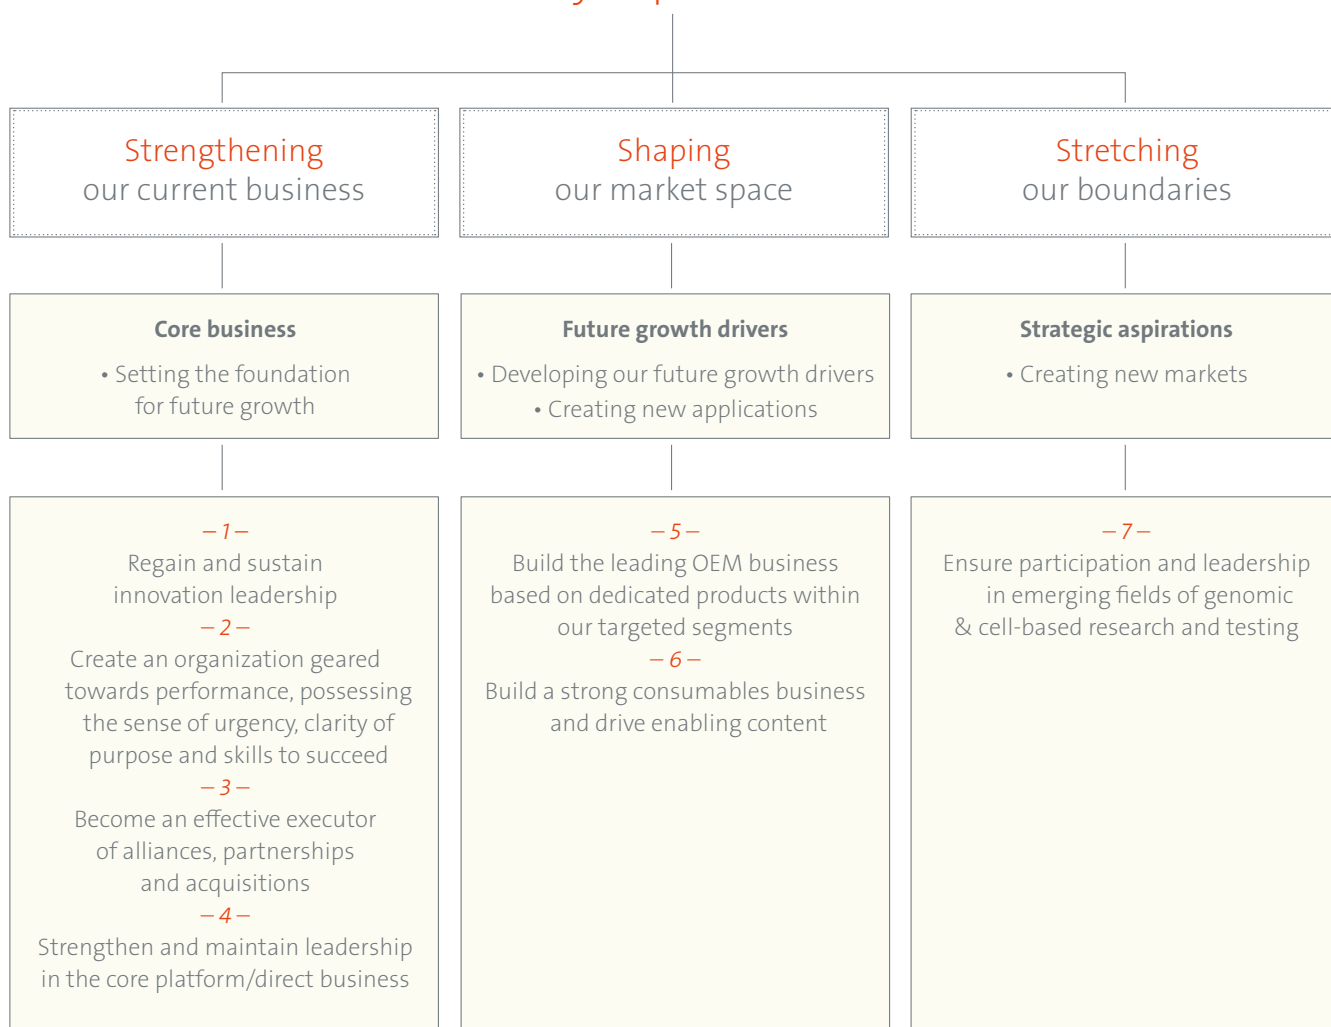 Strengthening
our current business
Shaping
our market space
Stretching
our boundaries
Core business
• Setting the foundation
for future growth
Future growth drivers
• Developing our future growth drivers
• Creating new applications
Strategic aspirations
• Creating new markets
– 1 –
Regain and sustain
innovation leadership
– 2 –
Create an organization geared
towards performance, possessing
the sense of urgency, clarity of
purpose and skills to succeed
– 3 –
Become an effective executor
of alliances, partnerships
and acquisitions
– 4 –
Strengthen and maintain leadership
in the core platform/direct business
– 5 –
Build the leading OEM business
based on dedicated products within
our targeted segments
– 6 –
Build a strong consumables business
and drive enabling content
– 7 –
Ensure participation and leadership
in emerging fields of genomic
& cell-based research and testing